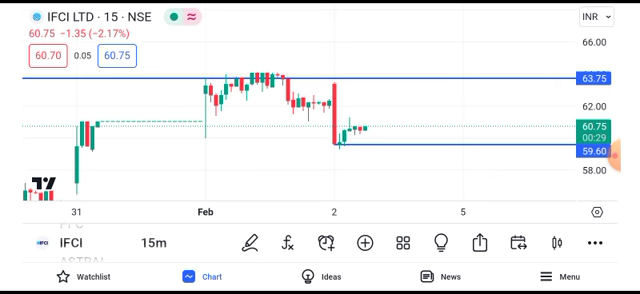 IFCI LTD · 15 · NSE
INR
60.75 −1.35 (−2.17%)
60.70 0.05 60.75
66.00
63.75
62.00
60.75
00:29
59.60
58.00
31 Feb 2 5
IFCI 15m
Watchlist Chart Ideas News Menu